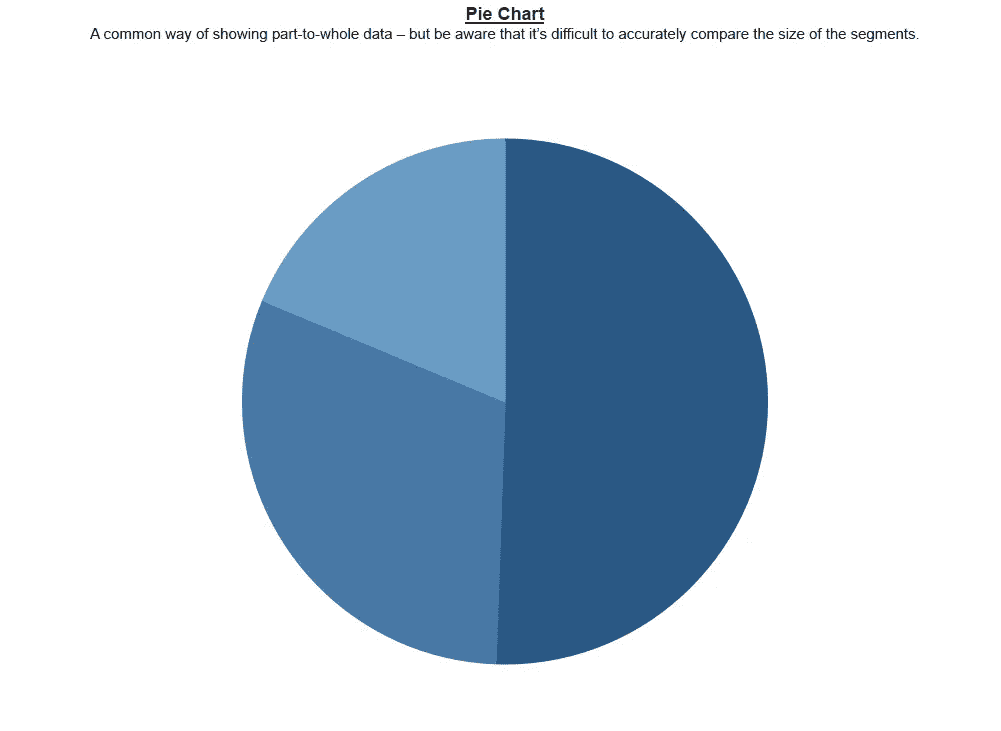 Pie Chart
A common way of showing part-to-whole data – but be aware that it’s difficult to accurately compare the size of the segments.